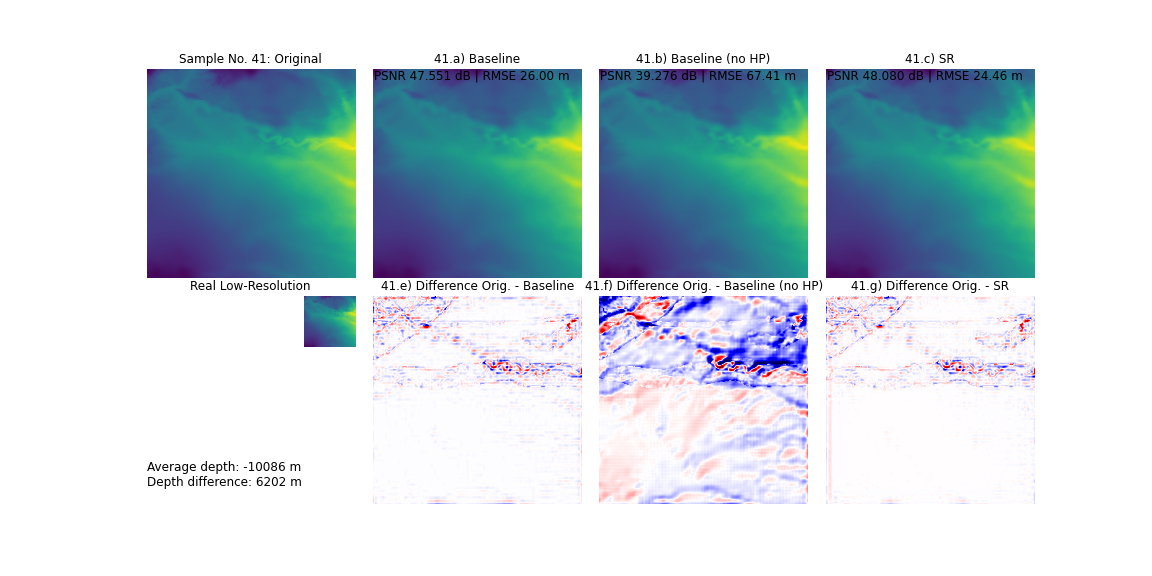 Sample No. 41: Original
41.a) Baseline
41.b) Baseline (no HP)
41.c) SR
PSNR 47.551 dB | RMSE 26.00 m
PSNR 39.276 dB | RMSE 67.41 m
PSNR 48.080 dB | RMSE 24.46 m
Real Low-Resolution
41.e) Difference Orig. - Baseline
41.f) Difference Orig. - Baseline (no HP)
41.g) Difference Orig. - SR
Average depth: -10086 m
Depth difference: 6202 m